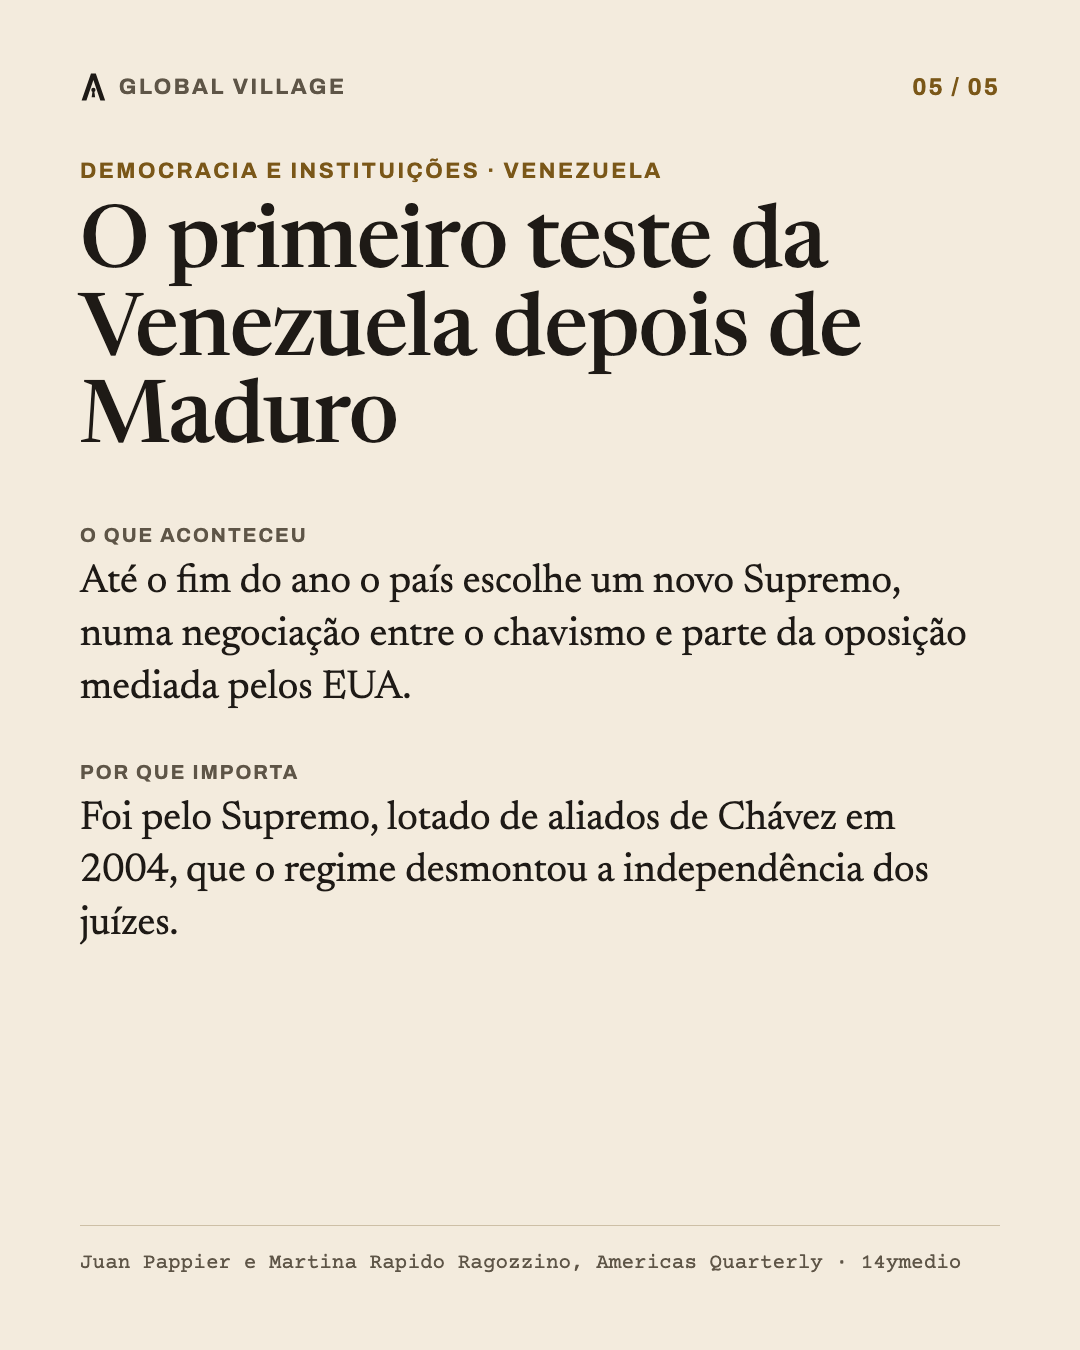 GLOBAL VILLAGE
05 / 05
DEMOCRACIA E INSTITUIÇÕES · VENEZUELA
O primeiro teste da
Venezuela depois de
Maduro
O QUE ACONTECEU
Até o fim do ano o país escolhe um novo Supremo,
numa negociação entre o chavismo e parte da oposição
mediada pelos EUA.
POR QUE IMPORTA
Foi pelo Supremo, lotado de aliados de Chávez em
2004, que o regime desmontou a independência dos
juízes.
Juan Pappier e Martina Rapido Ragozzino, Americas Quarterly · 14ymedio